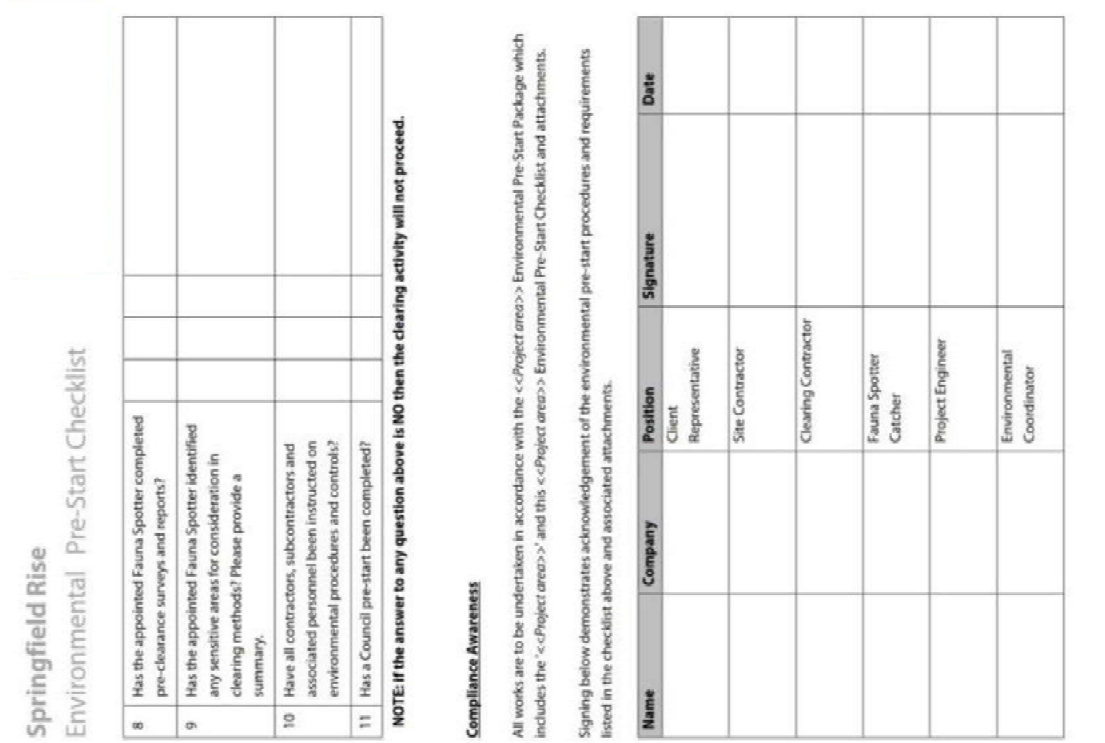 Springfield Rise
Environmental Pre-Start Checklist
8 Has the appointed Fauna Spotter completed
pre-clearance surveys and reports?
9 Has the appointed Fauna Spotter identified
any sensitive areas for consideration in
clearing methods? Please provide a
summary.
10 Have all contractors, subcontractors and
associated personnel been instructed on
environmental procedures and controls?
11 Has a Council pre-start been completed?
NOTE: if the answer to any question above is NO then the clearing activity will not proceed.
Compliance Awareness
All works are to be undertaken in accordance with the <<Project area>> Environmental Pre-Start Package which
includes the '<<Project area>>' and this <<Project area>> Environmental Pre-Start Checklist and attachments.
Signing below demonstrates acknowledgement of the environmental pre-start procedures and requirements
listed in the checklist above and associated attachments.
Name Company Position Signature Date
Client
Representative
Site Contractor
Clearing Contractor
Fauna Spotter
Catcher
Project Engineer
Environmental
Coordinator